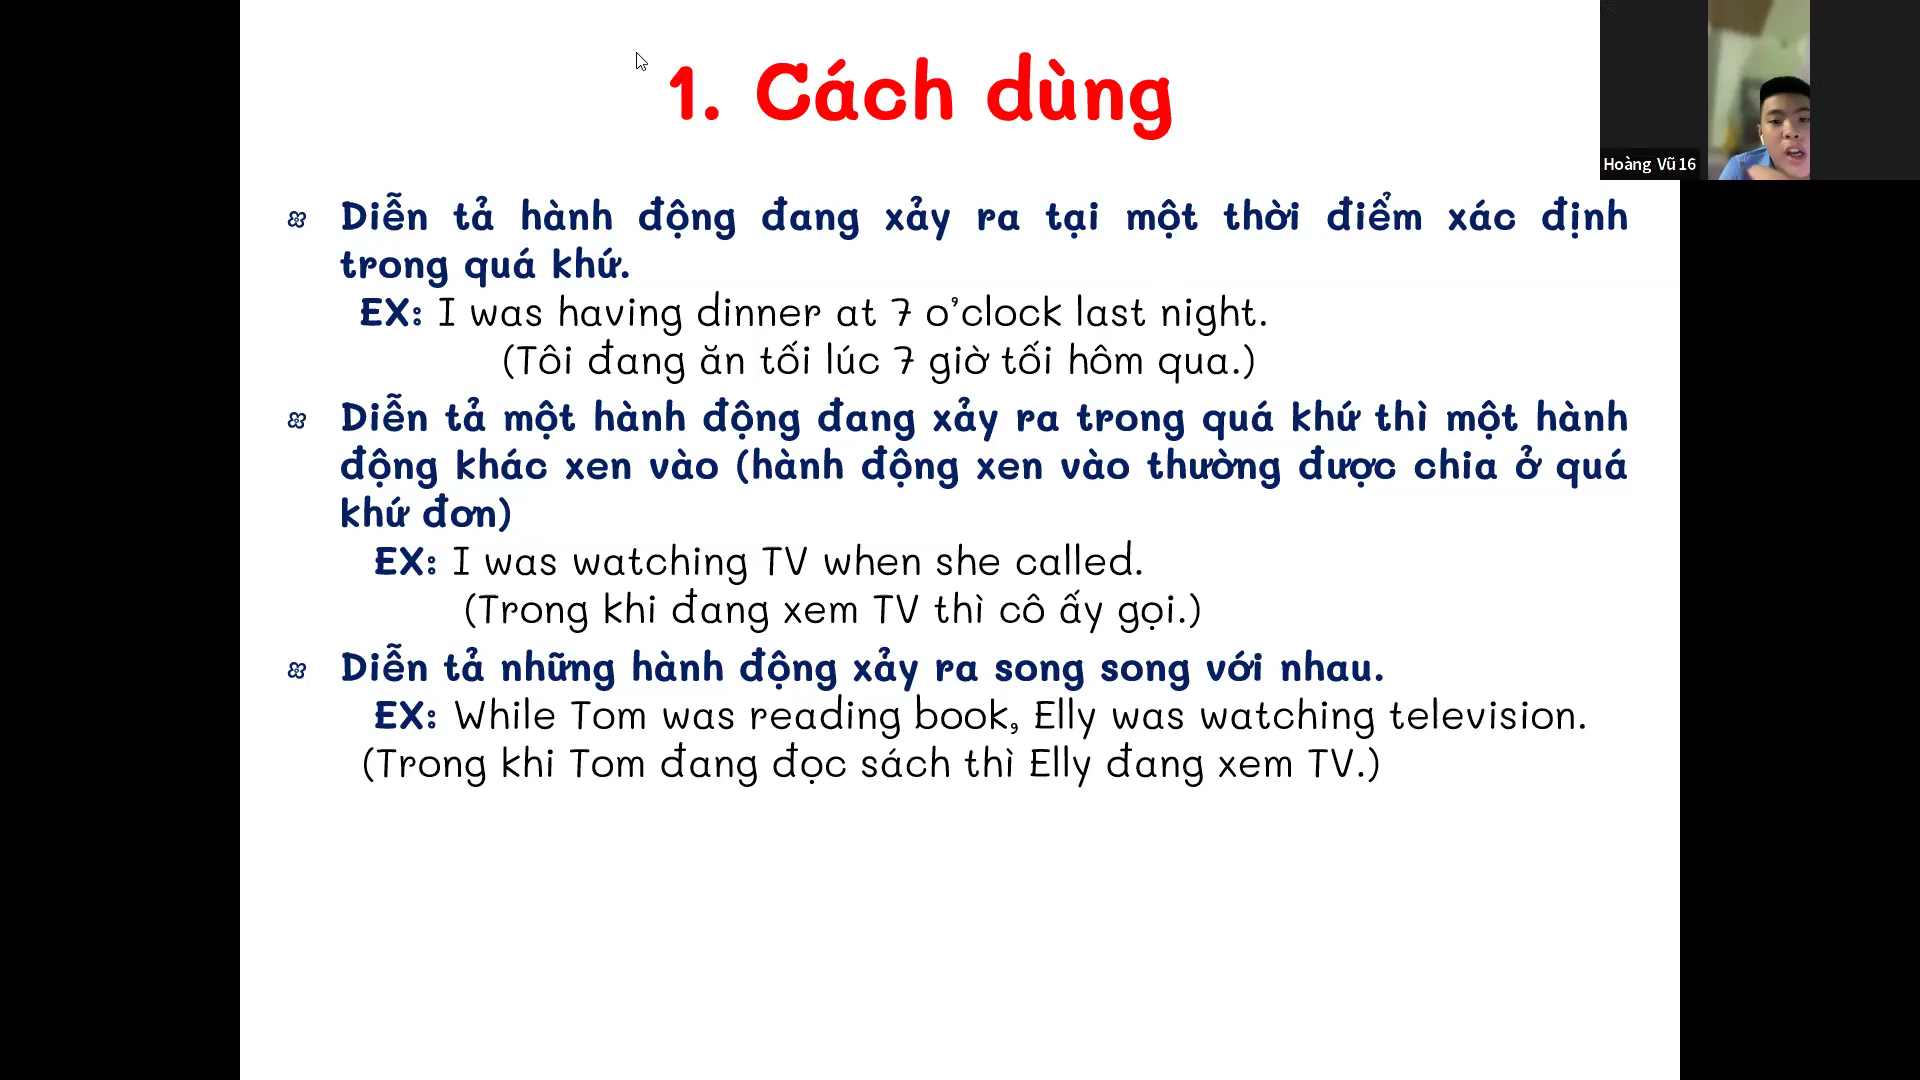 1. Cách dùng
Hoàng Vũ 16
Diễn tả hành động đang xảy ra tại một thời điểm xác định
trong quá khứ.
EX: I was having dinner at 7 o’clock last night.
(Tôi đang ăn tối lúc 7 giờ tối hôm qua.)
Diễn tả một hành động đang xảy ra trong quá khứ thì một hành
động khác xen vào (hành động xen vào thường được chia ở quá
khứ đơn)
EX: I was watching TV when she called.
(Trong khi đang xem TV thì cô ấy gọi.)
Diễn tả những hành động xảy ra song song với nhau.
EX: While Tom was reading book, Elly was watching television.
(Trong khi Tom đang đọc sách thì Elly đang xem TV.)